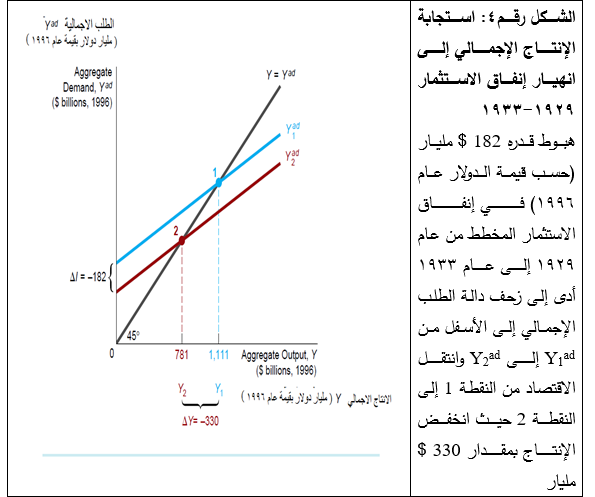 الشكل رقم٤: استجابة
الإنتاج الإجمالي إلى
انهيار إنفاق الاستثمار
١٩٢٩-١٩٣٣
هبوط قدره 182 $ مليار
(حسب قيمة الدولار عام
١٩٩٦) في إنفاق
الاستثمار المخطط من عام
١٩٢٩ إلى عام ١٩٣٣
أدى إلى زحف دالة الطلب
الإجمالي إلى الأسفل من
Y₁ᵃᵈ إلى Y₂ᵃᵈ وانتقل
الاقتصاد من النقطة 1 إلى
النقطة 2 حيث انخفض
الإنتاج بمقدار 330 $
مليار
الطلب الاجمالية Yᵃᵈ
( مليار دولار بقيمة عام ١٩٩٦ )
Aggregate
Demand, Yᵃᵈ
($ billions, 1996)
Y = Yᵃᵈ
Y₁ᵃᵈ
Y₂ᵃᵈ
1
2
ΔI = –182
45°
0
781
1,111
Aggregate Output, Y
($ billions, 1996)
Y₂
Y₁
الانتاج الاجمالي Y ( مليار دولار بقيمة عام ١٩٩٦ )
ΔY= –330